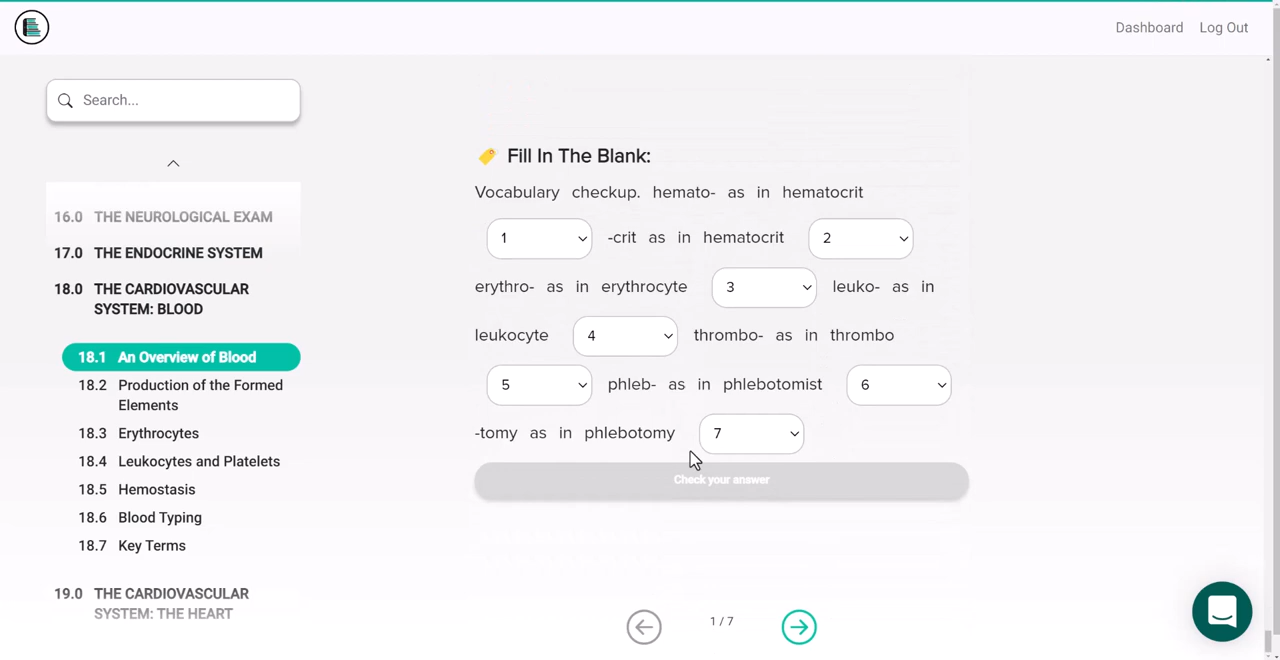 Dashboard Log Out
Search...
16.0 THE NEUROLOGICAL EXAM
17.0 THE ENDOCRINE SYSTEM
18.0 THE CARDIOVASCULAR
SYSTEM: BLOOD
18.1 An Overview of Blood
18.2 Production of the Formed
Elements
18.3 Erythrocytes
18.4 Leukocytes and Platelets
18.5 Hemostasis
18.6 Blood Typing
18.7 Key Terms
19.0 THE CARDIOVASCULAR
SYSTEM: THE HEART
Fill In The Blank:
Vocabulary checkup. hemato- as in hematocrit
1 -crit as in hematocrit 2
erythro- as in erythrocyte 3 leuko- as in
leukocyte 4 thrombo- as in thrombo
5 phleb- as in phlebotomist 6
-tomy as in phlebotomy 7
Check your answer
1 / 7